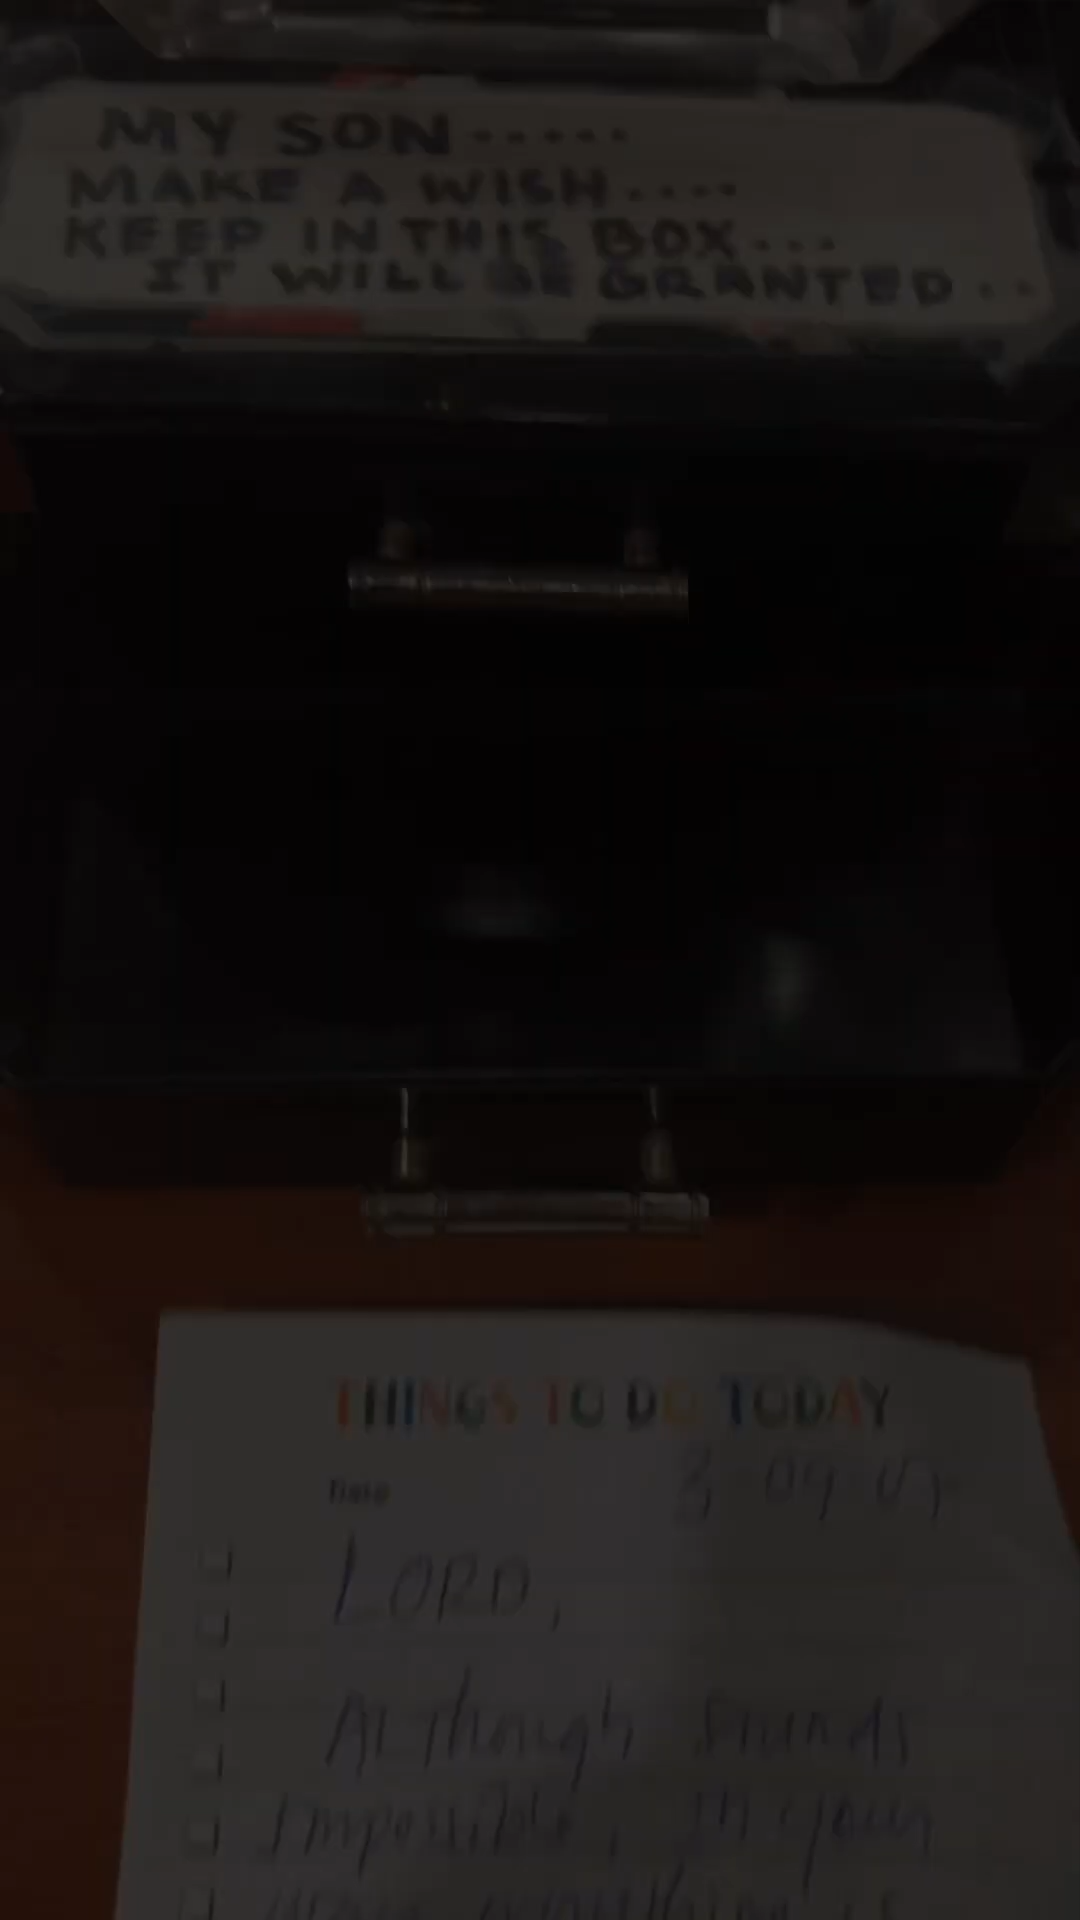 MY SON-----
MAKE A WISH----
KEEP IN THIS BOX---
IT WILL BE GRANTED--
THINGS TO DO TODAY
Date
LORD,
Although sounds
Impossible, In your